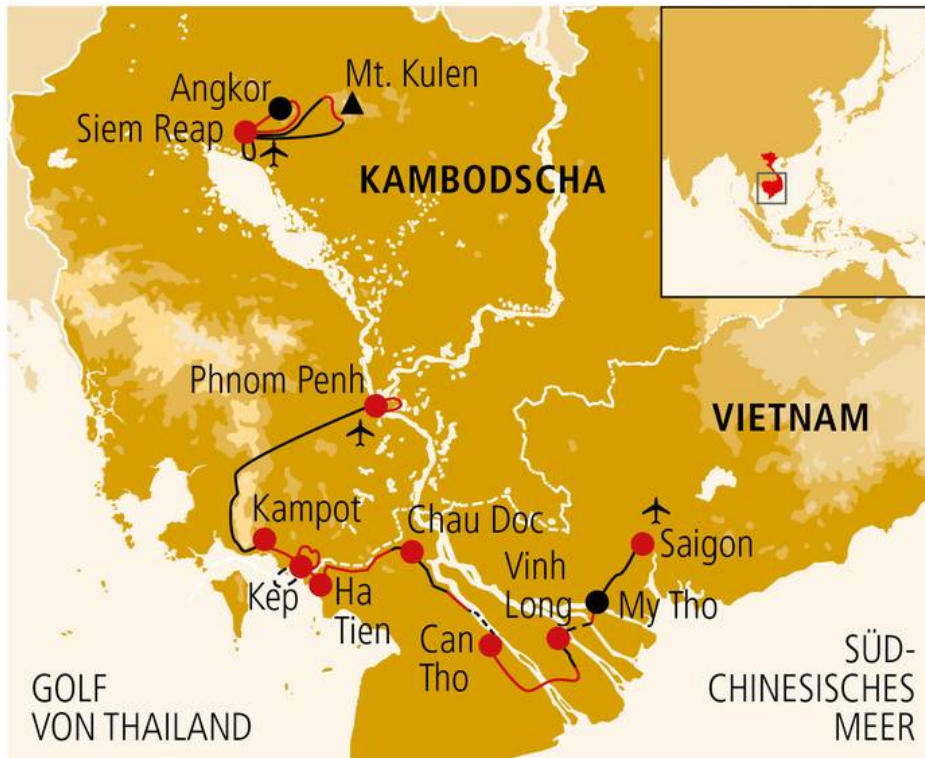 Mt. Kulen
Angkor
Siem Reap
KAMBODSCHA
Phnom Penh
VIETNAM
Kampot
Chau Doc
Saigon
Vinh
Long
My Tho
Kep
Ha
Tien
Can
Tho
GOLF
VON THAILAND
SÜD-
CHINESISCHES
MEER